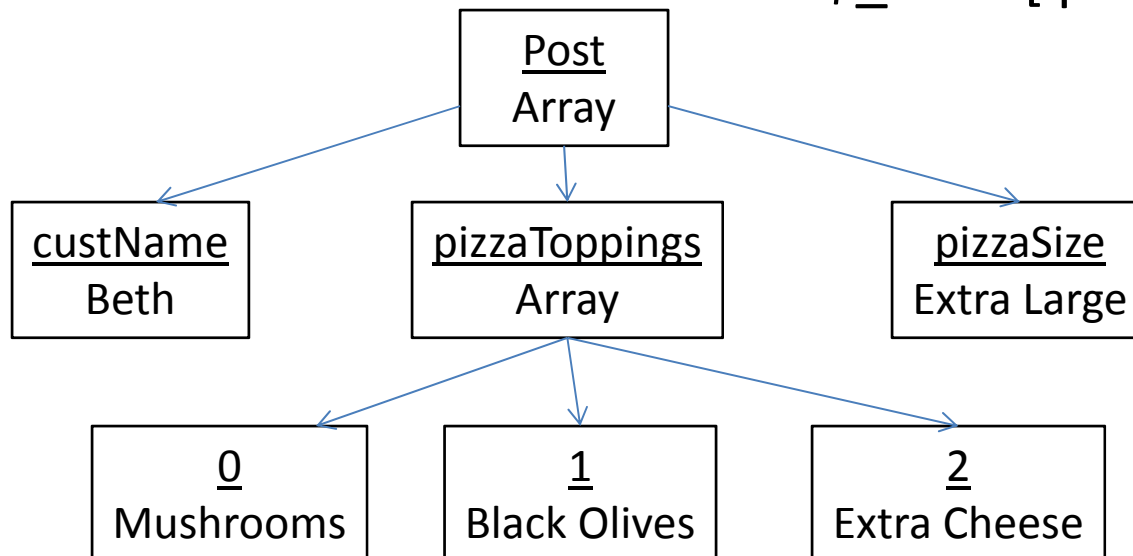 Post
Array
custName
Beth
pizzaToppings
Array
pizzaSize
Extra Large
0
Mushrooms
1
Black Olives
2
Extra Cheese